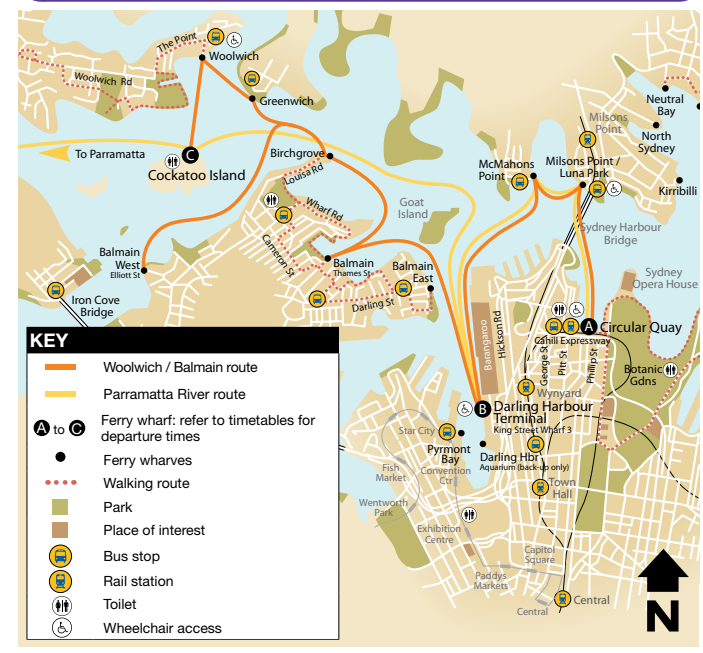 The Point
Woolwich
Woolwich Rd
Greenwich
Milsons
Point
Neutral
Bay
North
Sydney
To Parramatta
C
Cockatoo Island
Birchgrove
Louisa Rd
McMahons
Point
Milsons Point /
Luna Park
Kirribilli
Wharf Rd
Goat
Island
Sydney Harbour
Bridge
Cameron St
Balmain
West
Elliott St
Balmain
Thames St
Balmain
East
Darling St
Iron Cove
Bridge
Sydney
Opera House
Barangaroo
Hickson Rd
A
Circular Quay
Cahill Expressway
George St
Pitt St
Phillip St
Botanic
Gdns
Wynyard
B
Darling Harbour
Terminal
King Street Wharf 3
Star City
Pyrmont
Bay
Darling Hbr
Aquarium (back-up only)
Fish
Market
Convention
Ctr
Town
Hall
Wentworth
Park
Exhibition
Centre
Capitol
Square
Paddys
Markets
Central
Central
N
KEY
Woolwich / Balmain route
Parramatta River route
A to C
Ferry wharf: refer to timetables for
departure times
Ferry wharves
Walking route
Park
Place of interest
Bus stop
Rail station
Toilet
Wheelchair access